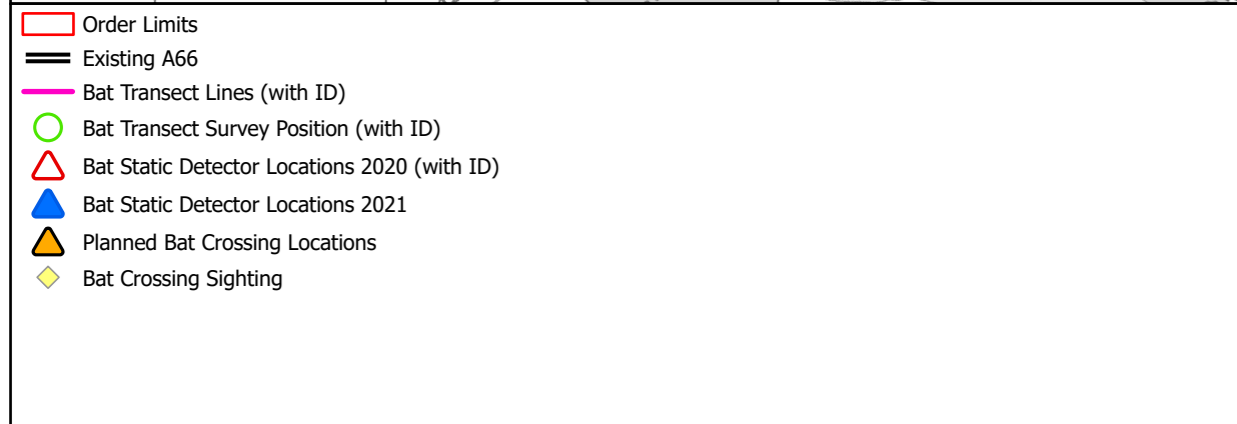 Order Limits
Existing A66
Bat Transect Lines (with ID)
Bat Transect Survey Position (with ID)
Bat Static Detector Locations 2020 (with ID)
Bat Static Detector Locations 2021
Planned Bat Crossing Locations
Bat Crossing Sighting